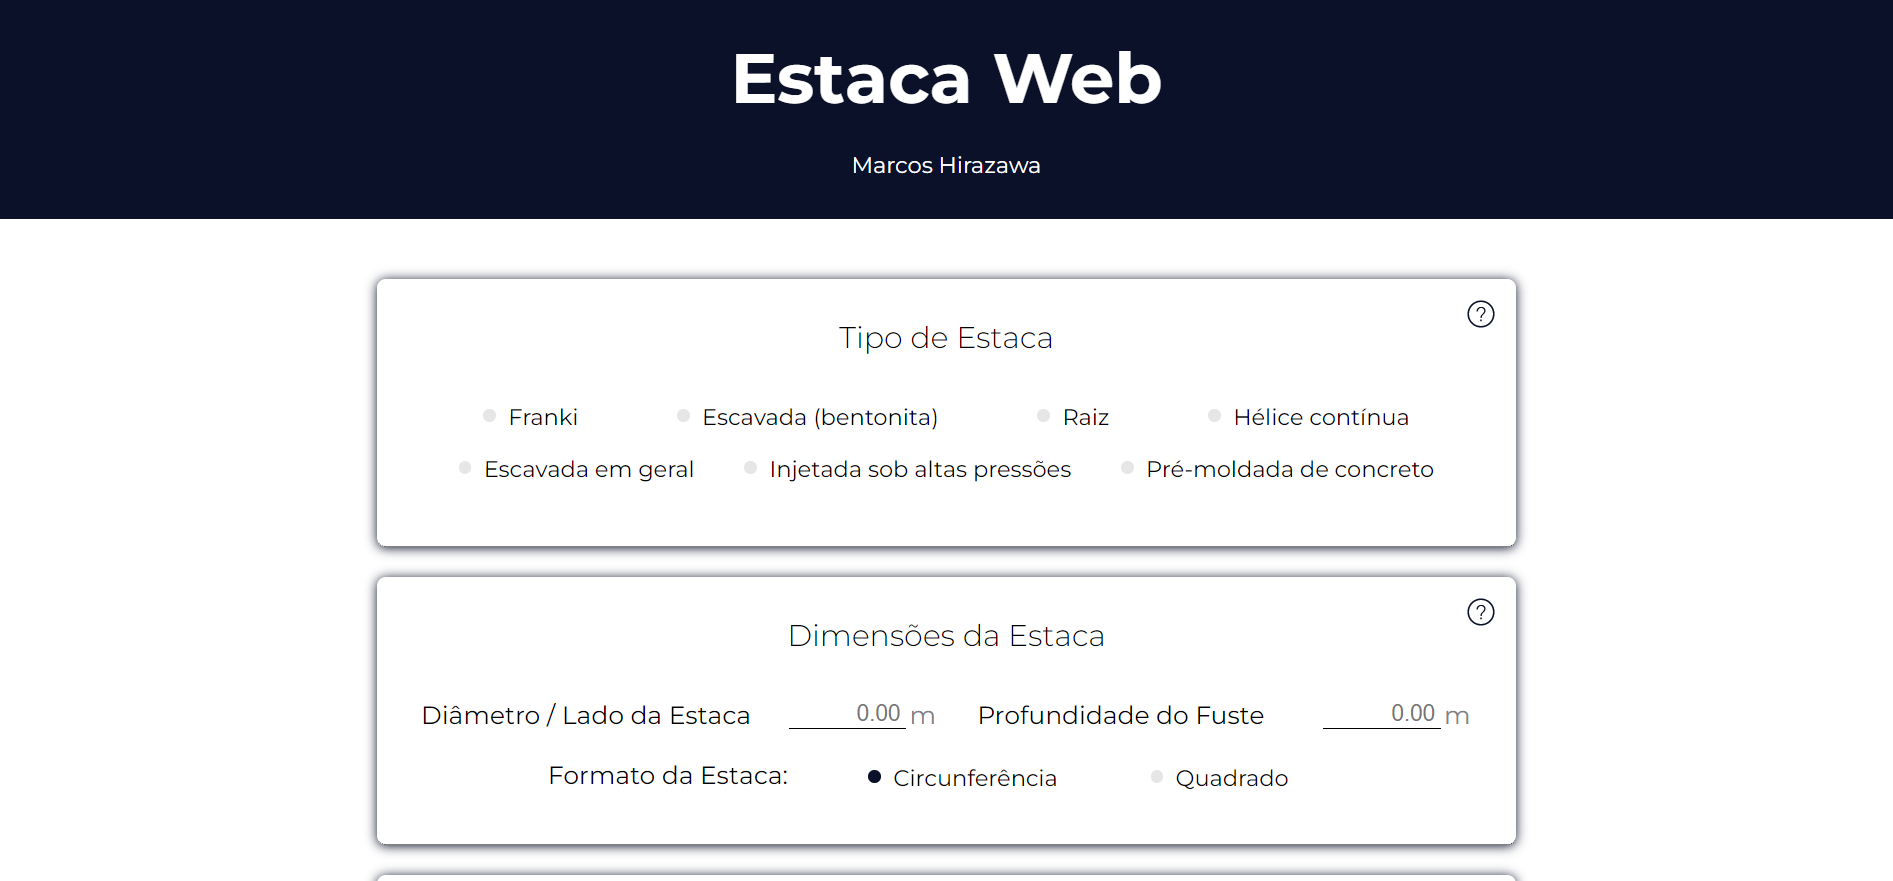 Estaca Web
Marcos Hirazawa
?
Tipo de Estaca
Franki Escavada (bentonita) Raiz Hélice contínua
Escavada em geral Injetada sob altas pressões Pré-moldada de concreto
?
Dimensões da Estaca
Diâmetro / Lado da Estaca 0.00 m Profundidade do Fuste 0.00 m
Formato da Estaca: Circunferência Quadrado